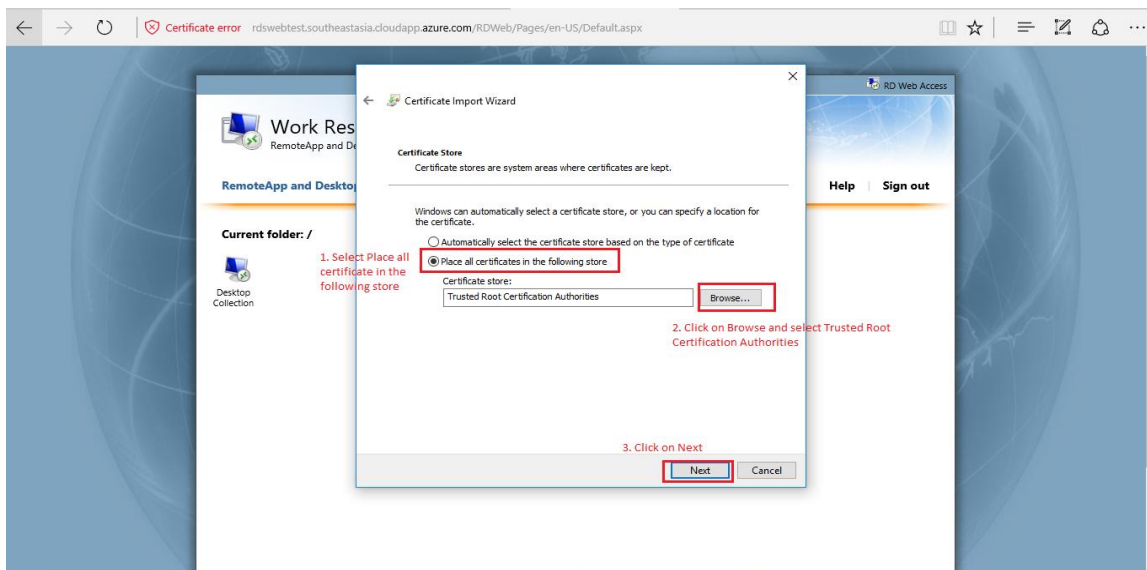 Certificate error rdswebtest.southeastasia.cloudapp.azure.com/RDWeb/Pages/en-US/Default.aspx
RD Web Access
Work Res
RemoteApp and De
RemoteApp and Deskto
Help | Sign out
Current folder: /
Desktop
Collection
Certificate Import Wizard
Certificate Store
Certificate stores are system areas where certificates are kept.
Windows can automatically select a certificate store, or you can specify a location for
the certificate.
Automatically select the certificate store based on the type of certificate
1. Select Place all
certificate in the
following store
Place all certificates in the following store
Certificate store:
Trusted Root Certification Authorities
Browse...
2. Click on Browse and select Trusted Root
Certification Authorities
3. Click on Next
Next
Cancel